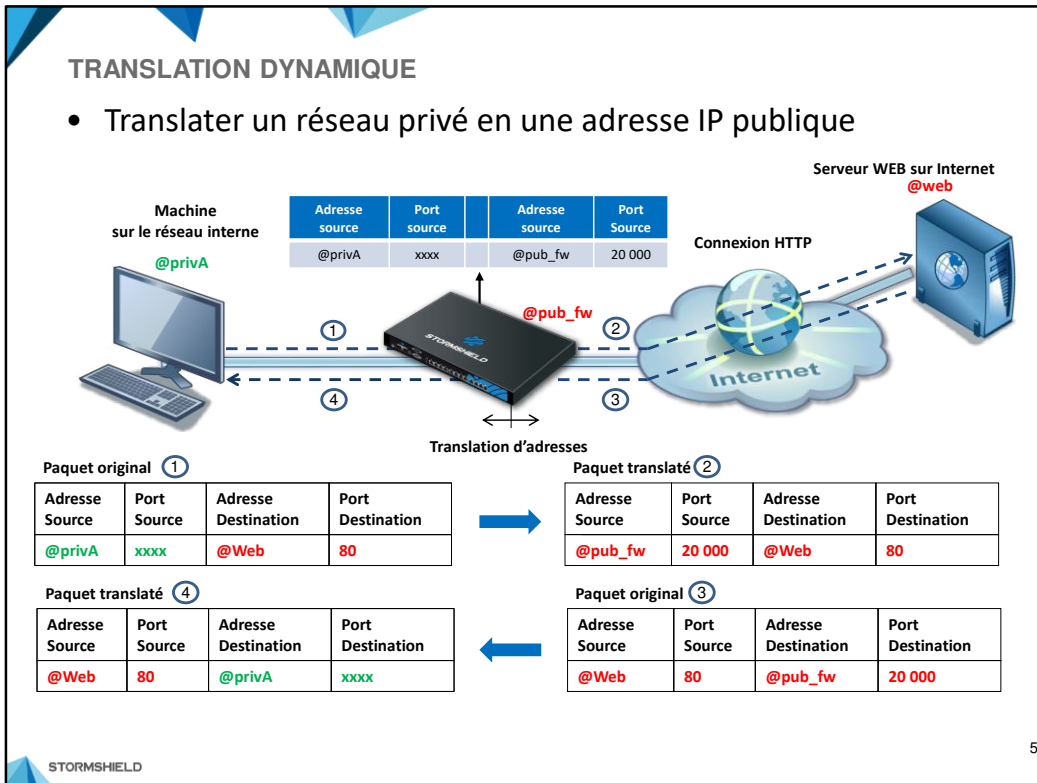 TRANSLATION DYNAMIQUE
• Translater un réseau privé en une adresse IP publique
Serveur WEB sur Internet
@web
Machine
sur le réseau interne
@privA
Adresse source | Port source | | Adresse source | Port Source
@privA | xxxx | | @pub_fw | 20 000
Connexion HTTP
@pub_fw
1
2
STORMSHIELD
Internet
4
3
Translation d'adresses
Paquet original 1
Adresse Source | Port Source | Adresse Destination | Port Destination
@privA | xxxx | @Web | 80
Paquet translaté 2
Adresse Source | Port Source | Adresse Destination | Port Destination
@pub_fw | 20 000 | @Web | 80
Paquet translaté 4
Adresse Source | Port Source | Adresse Destination | Port Destination
@Web | 80 | @privA | xxxx
Paquet original 3
Adresse Source | Port Source | Adresse Destination | Port Destination
@Web | 80 | @pub_fw | 20 000
5
STORMSHIELD